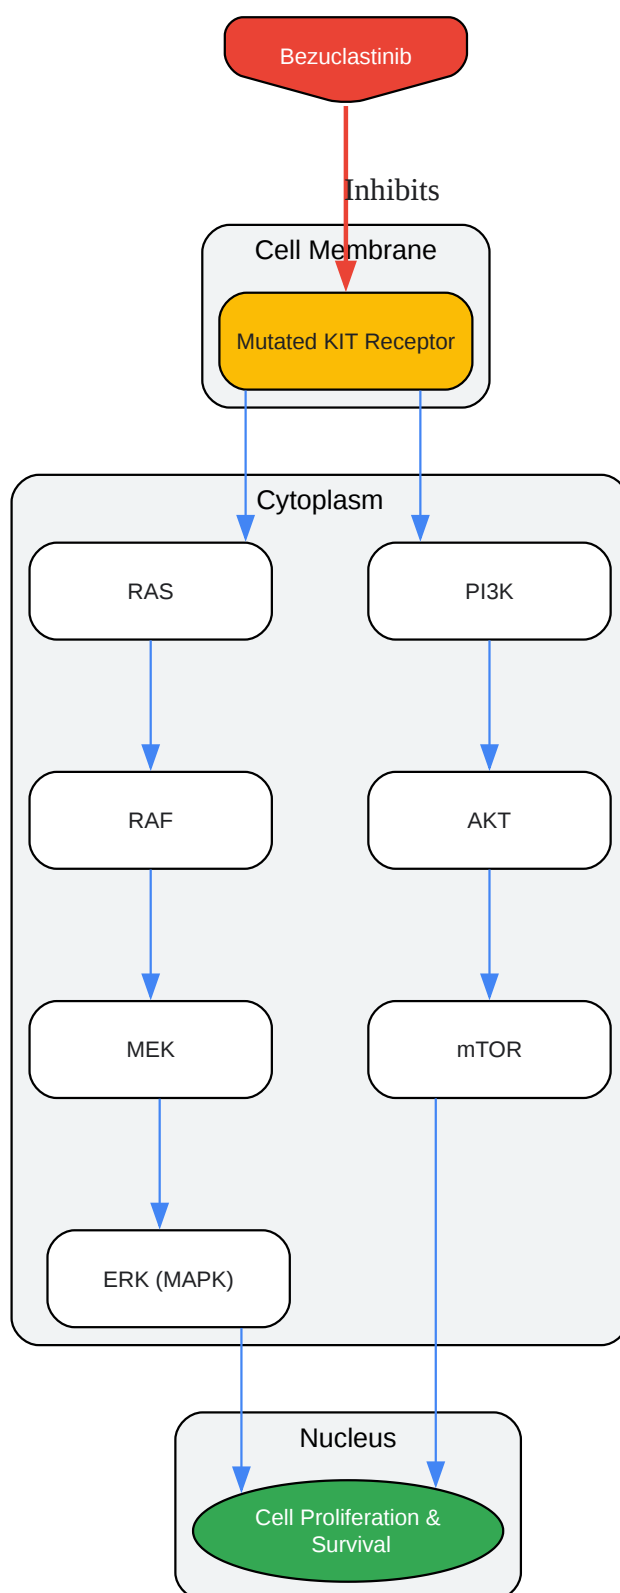 Bezuclastinib
Inhibits
Cell Membrane
Mutated KIT Receptor
Cytoplasm
RAS
PI3K
RAF
AKT
MEK
mTOR
ERK (MAPK)
Nucleus
Cell Proliferation &
Survival